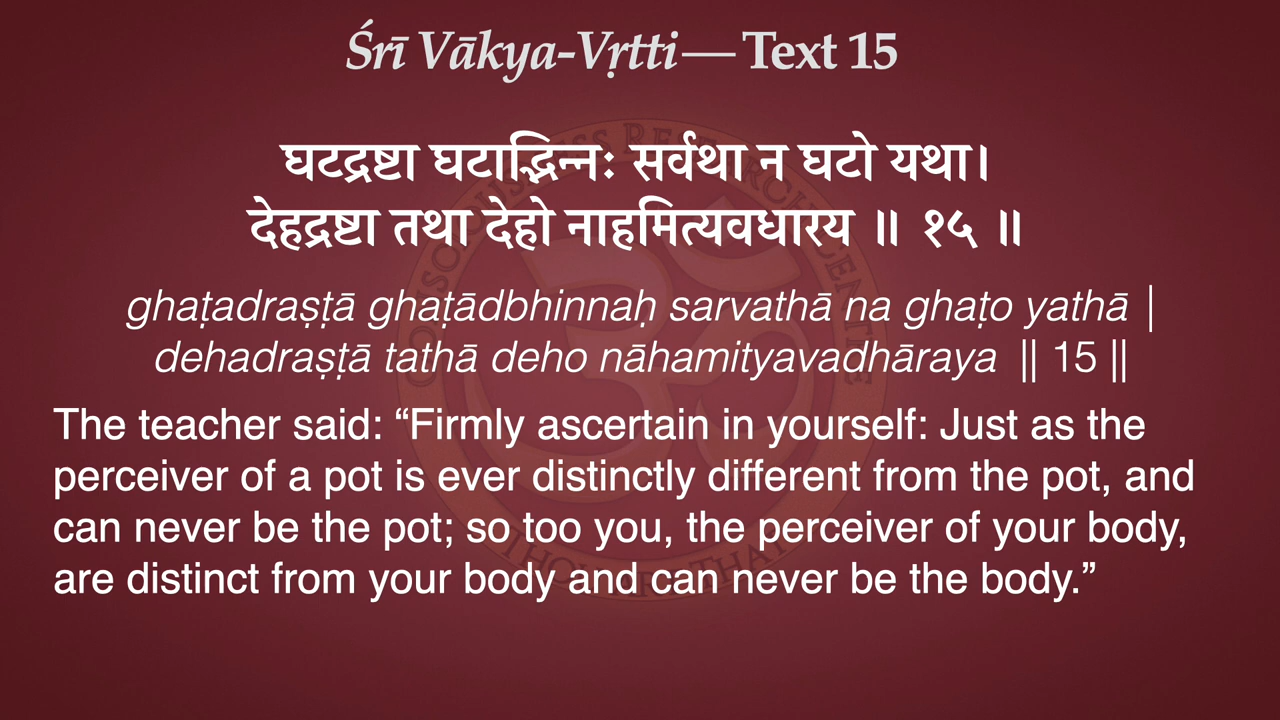 Śrī Vākya-Vṛtti—Text 15
घटद्रष्टा घटाद्भिन्नः सर्वथा न घटो यथा।
देहद्रष्टा तथा देहो नाहमित्यवधारय ॥ १५ ॥
ghaṭadraṣṭā ghaṭādbhinnaḥ sarvathā na ghaṭo yathā |
dehadraṣṭā tathā deho nāhamityavadhāraya || 15 ||
The teacher said: “Firmly ascertain in yourself: Just as the
perceiver of a pot is ever distinctly different from the pot, and
can never be the pot; so too you, the perceiver of your body,
are distinct from your body and can never be the body.”